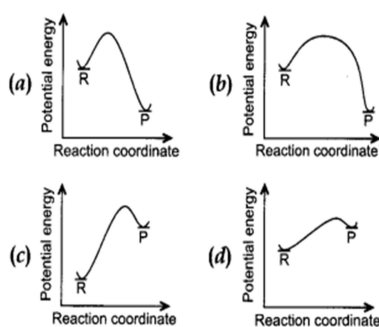 (a)
Potential energy
R
P
Reaction coordinate
(b)
Potential energy
R
P
Reaction coordinate
(c)
Potential energy
R
P
Reaction coordinate
(d)
Potential energy
R
P
Reaction coordinate